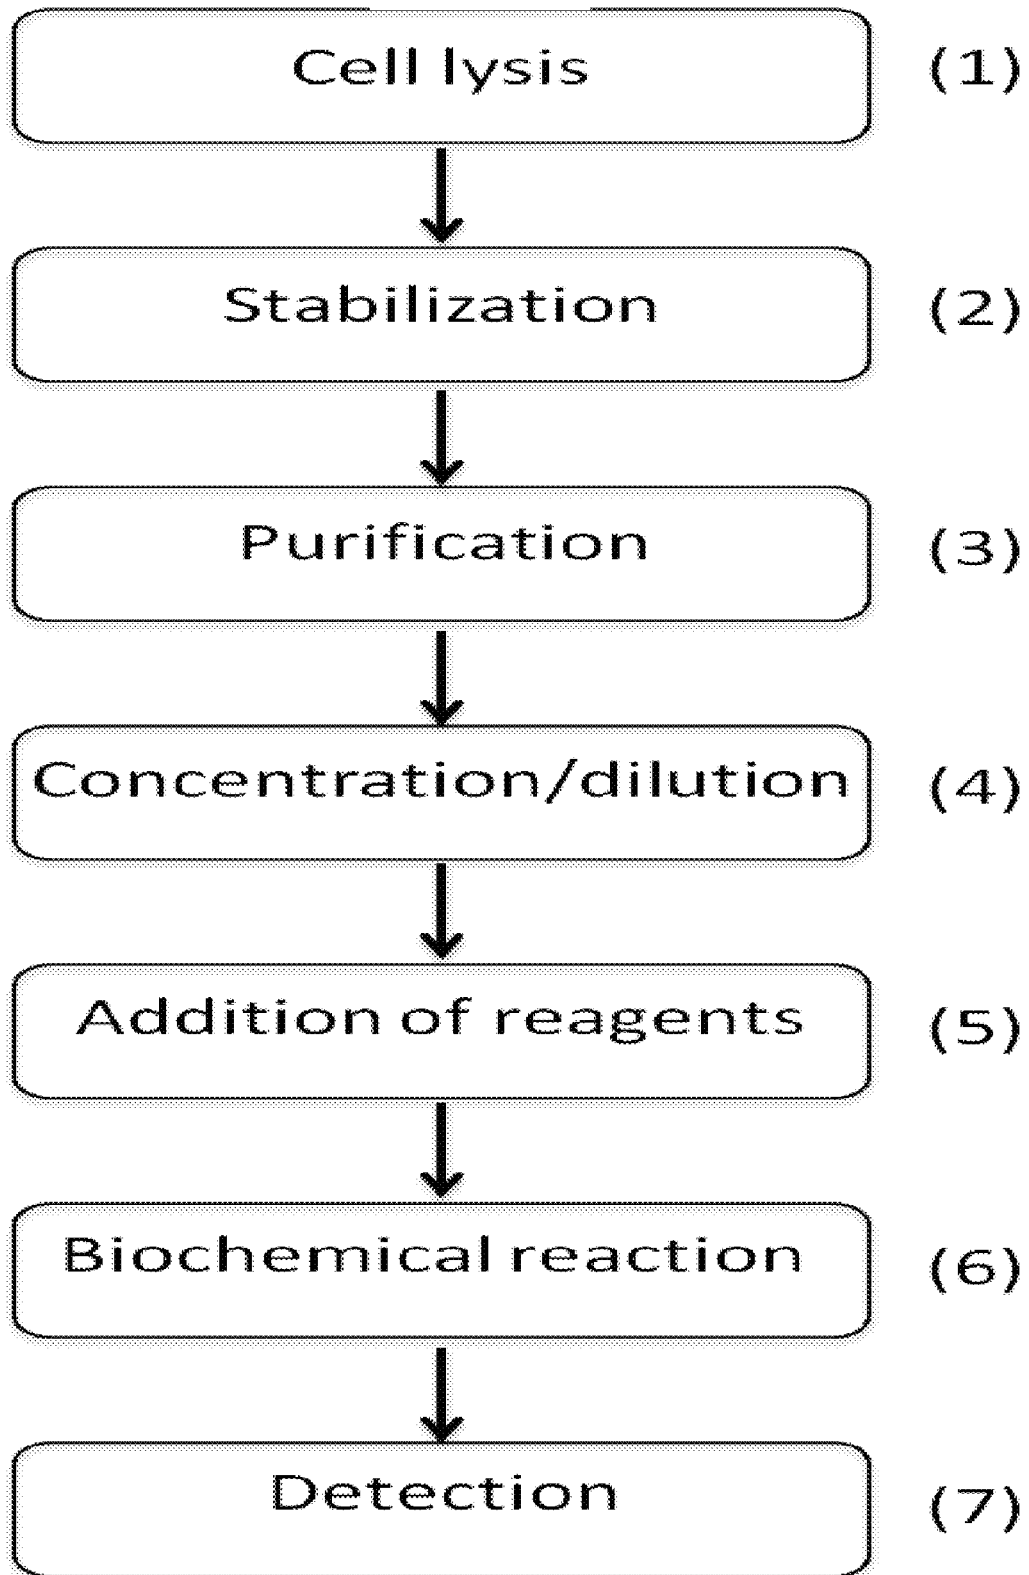 Cell lysis (1)
Stabilization (2)
Purification (3)
Concentration/dilution (4)
Addition of reagents (5)
Biochemical reaction (6)
Detection (7)